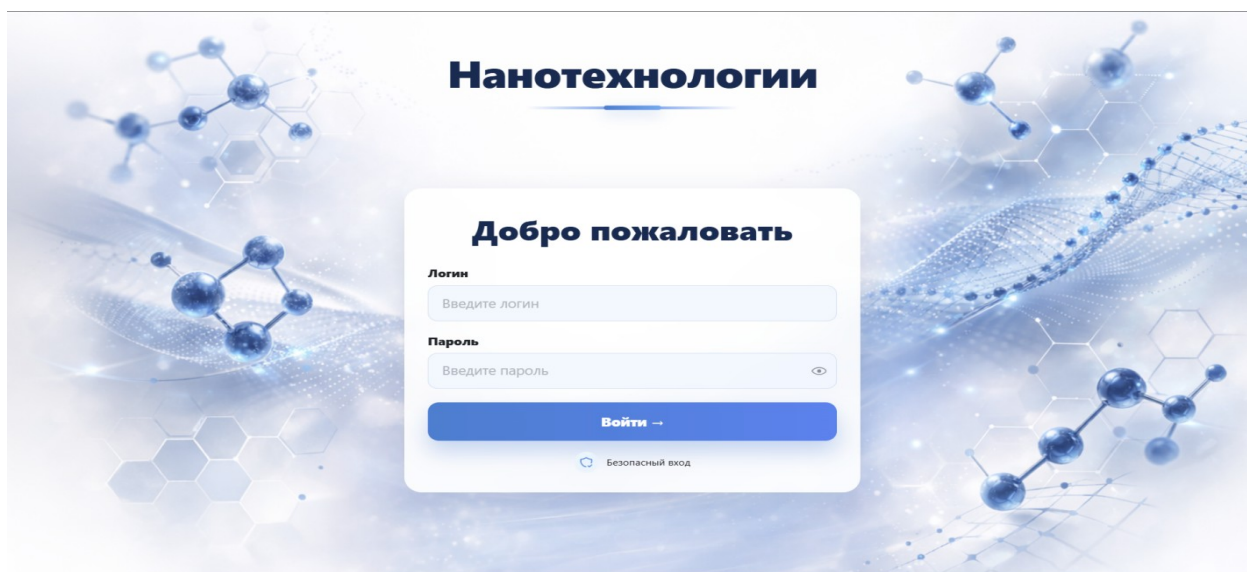 Нанотехнологии
Добро пожаловать
Логин
Введите логин
Пароль
Введите пароль
Войти →
Безопасный вход